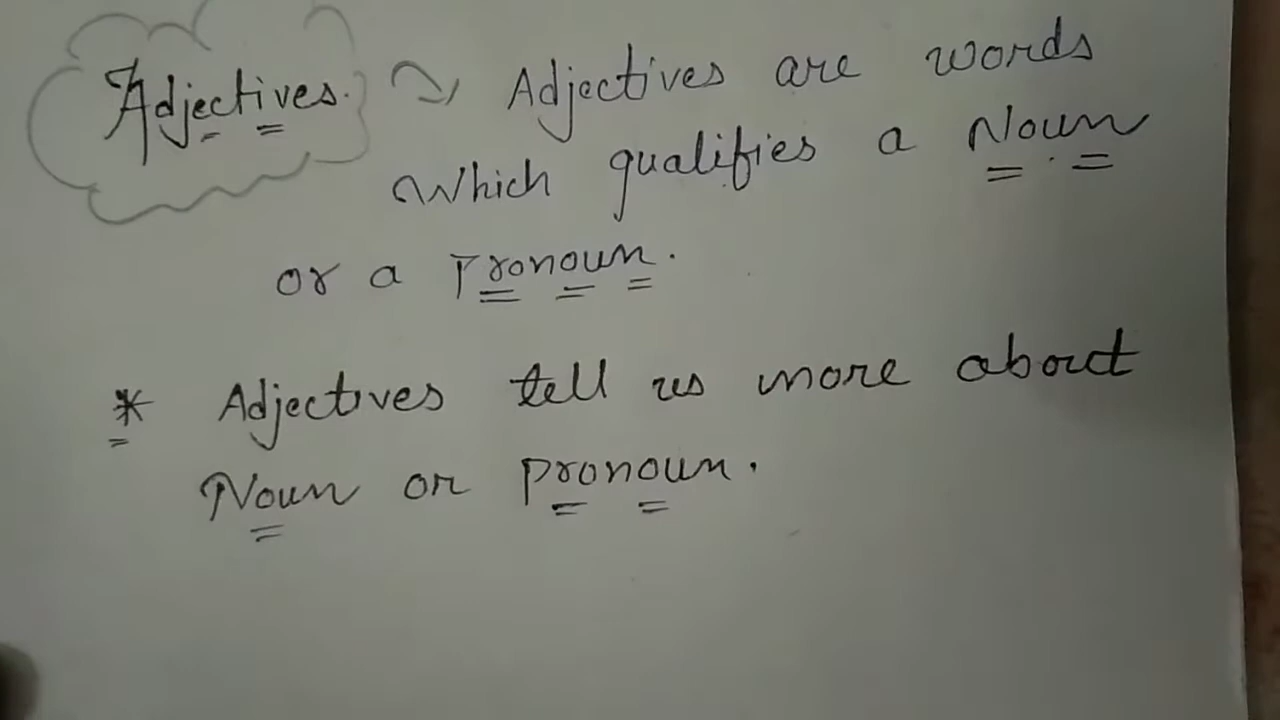 Adjectives. → Adjectives are words
which qualifies a Noun
or a Pronoun.
* Adjectives tell us more about
Noun or pronoun.